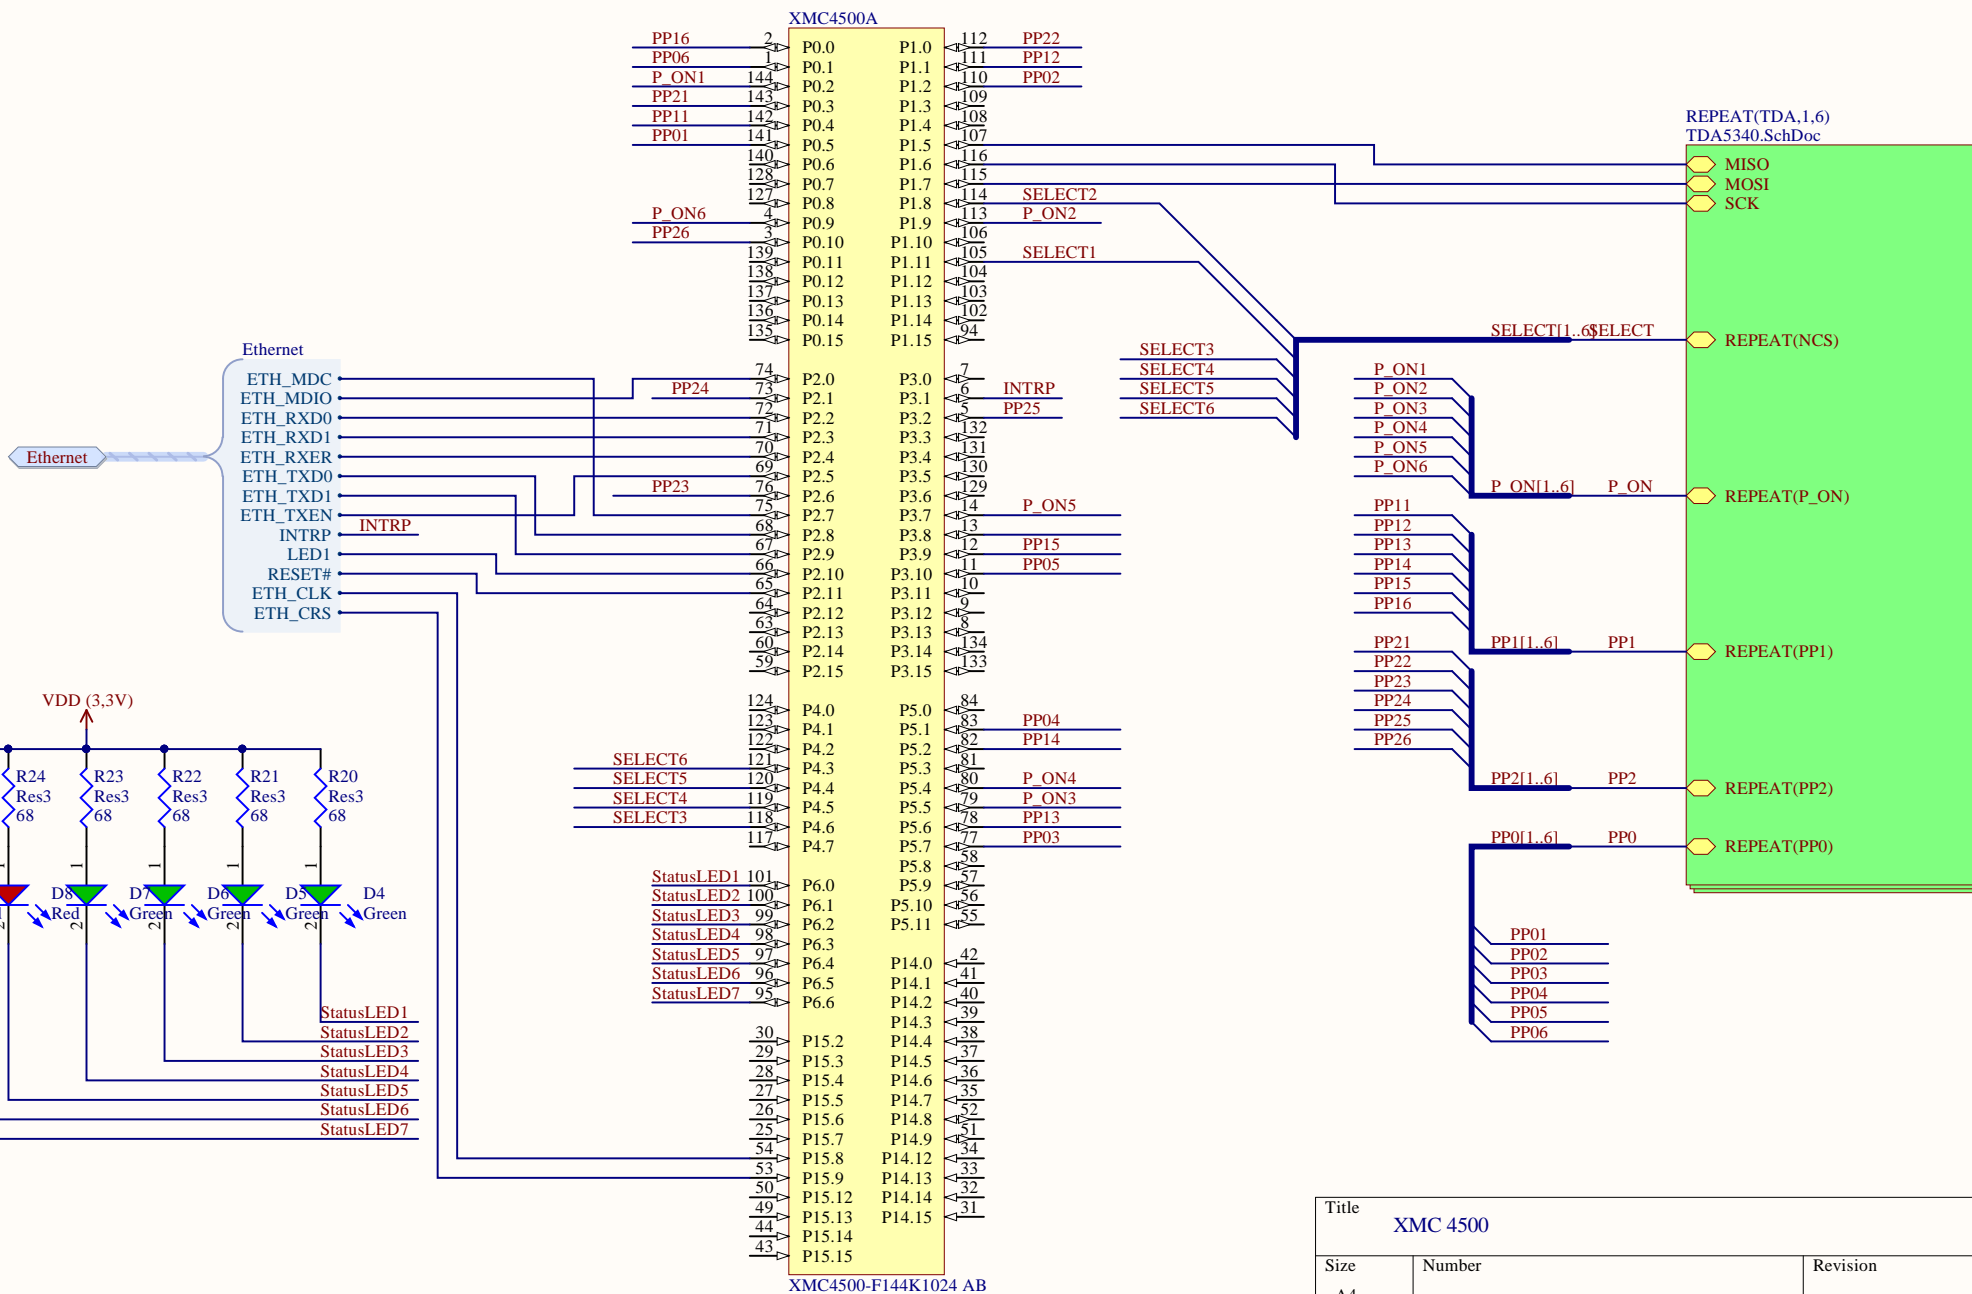 XMC4500A
PP16 2 P0.0 P1.0 112 PP22
PP06 1 P0.1 P1.1 111 PP12
P_ON1 144 P0.2 P1.2 110 PP02
PP21 143 P0.3 P1.3 109
PP11 142 P0.4 P1.4 108
PP01 141 P0.5 P1.5 107
140 P0.6 P1.6 116
128 P0.7 P1.7 115
127 P0.8 P1.8 114 SELECT2
P_ON6 4 P0.9 P1.9 113 P_ON2
PP26 3 P0.10 P1.10 106
139 P0.11 P1.11 105 SELECT1
138 P0.12 P1.12 104
137 P0.13 P1.13 103
136 P0.14 P1.14 102
135 P0.15 P1.15 94
74 P2.0 P3.0 7
PP24 73 P2.1 P3.1 6 INTRP
72 P2.2 P3.2 5 PP25
71 P2.3 P3.3 132
70 P2.4 P3.4 131
69 P2.5 P3.5 130
PP23 76 P2.6 P3.6 129
75 P2.7 P3.7 14 P_ON5
68 P2.8 P3.8 13
67 P2.9 P3.9 12 PP15
66 P2.10 P3.10 11 PP05
65 P2.11 P3.11 10
64 P2.12 P3.12 9
63 P2.13 P3.13 8
60 P2.14 P3.14 134
59 P2.15 P3.15 133
124 P4.0 P5.0 84
123 P4.1 P5.1 83 PP04
122 P4.2 P5.2 82 PP14
SELECT6 121 P4.3 P5.3 81
SELECT5 120 P4.4 P5.4 80 P_ON4
SELECT4 119 P4.5 P5.5 79 P_ON3
SELECT3 118 P4.6 P5.6 78 PP13
117 P4.7 P5.7 77 PP03
P5.8 58
StatusLED1 101 P6.0 P5.9 57
StatusLED2 100 P6.1 P5.10 56
StatusLED3 99 P6.2 P5.11 55
StatusLED4 98 P6.3
StatusLED5 97 P6.4 P14.0 42
StatusLED6 96 P6.5 P14.1 41
StatusLED7 95 P6.6 P14.2 40
P14.3 39
30 P15.2 P14.4 38
29 P15.3 P14.5 37
28 P15.4 P14.6 36
27 P15.5 P14.7 35
26 P15.6 P14.8 52
25 P15.7 P14.9 51
54 P15.8 P14.12 34
53 P15.9 P14.13 33
50 P15.12 P14.14 32
49 P15.13 P14.15 31
44 P15.14
43 P15.15
XMC4500-F144K1024 AB
Ethernet
Ethernet
ETH_MDC
ETH_MDIO
ETH_RXD0
ETH_RXD1
ETH_RXER
ETH_TXD0
ETH_TXD1
ETH_TXEN
INTRP INTRP
LED1
RESET#
ETH_CLK
ETH_CRS
VDD (3,3V)
R24 R23 R22 R21 R20
Res3 Res3 Res3 Res3 Res3
68 68 68 68 68
1 1 1 1 1
D8 D7 D6 D5 D4
Red Green Green Green Green
2 2 2 2 2
StatusLED1
StatusLED2
StatusLED3
StatusLED4
StatusLED5
StatusLED6
StatusLED7
REPEAT(TDA,1,6)
TDA5340.SchDoc
MISO
MOSI
SCK
SELECT[1..6] SELECT REPEAT(NCS)
SELECT3
SELECT4
SELECT5
SELECT6
P_ON1
P_ON2
P_ON3
P_ON4
P_ON5
P_ON6
P_ON[1..6] P_ON REPEAT(P_ON)
PP11
PP12
PP13
PP14
PP15
PP16
PP1[1..6] PP1 REPEAT(PP1)
PP21
PP22
PP23
PP24
PP25
PP26
PP2[1..6] PP2 REPEAT(PP2)
PP0[1..6] PP0 REPEAT(PP0)
PP01
PP02
PP03
PP04
PP05
PP06
Title
XMC 4500
Size Number Revision
A4